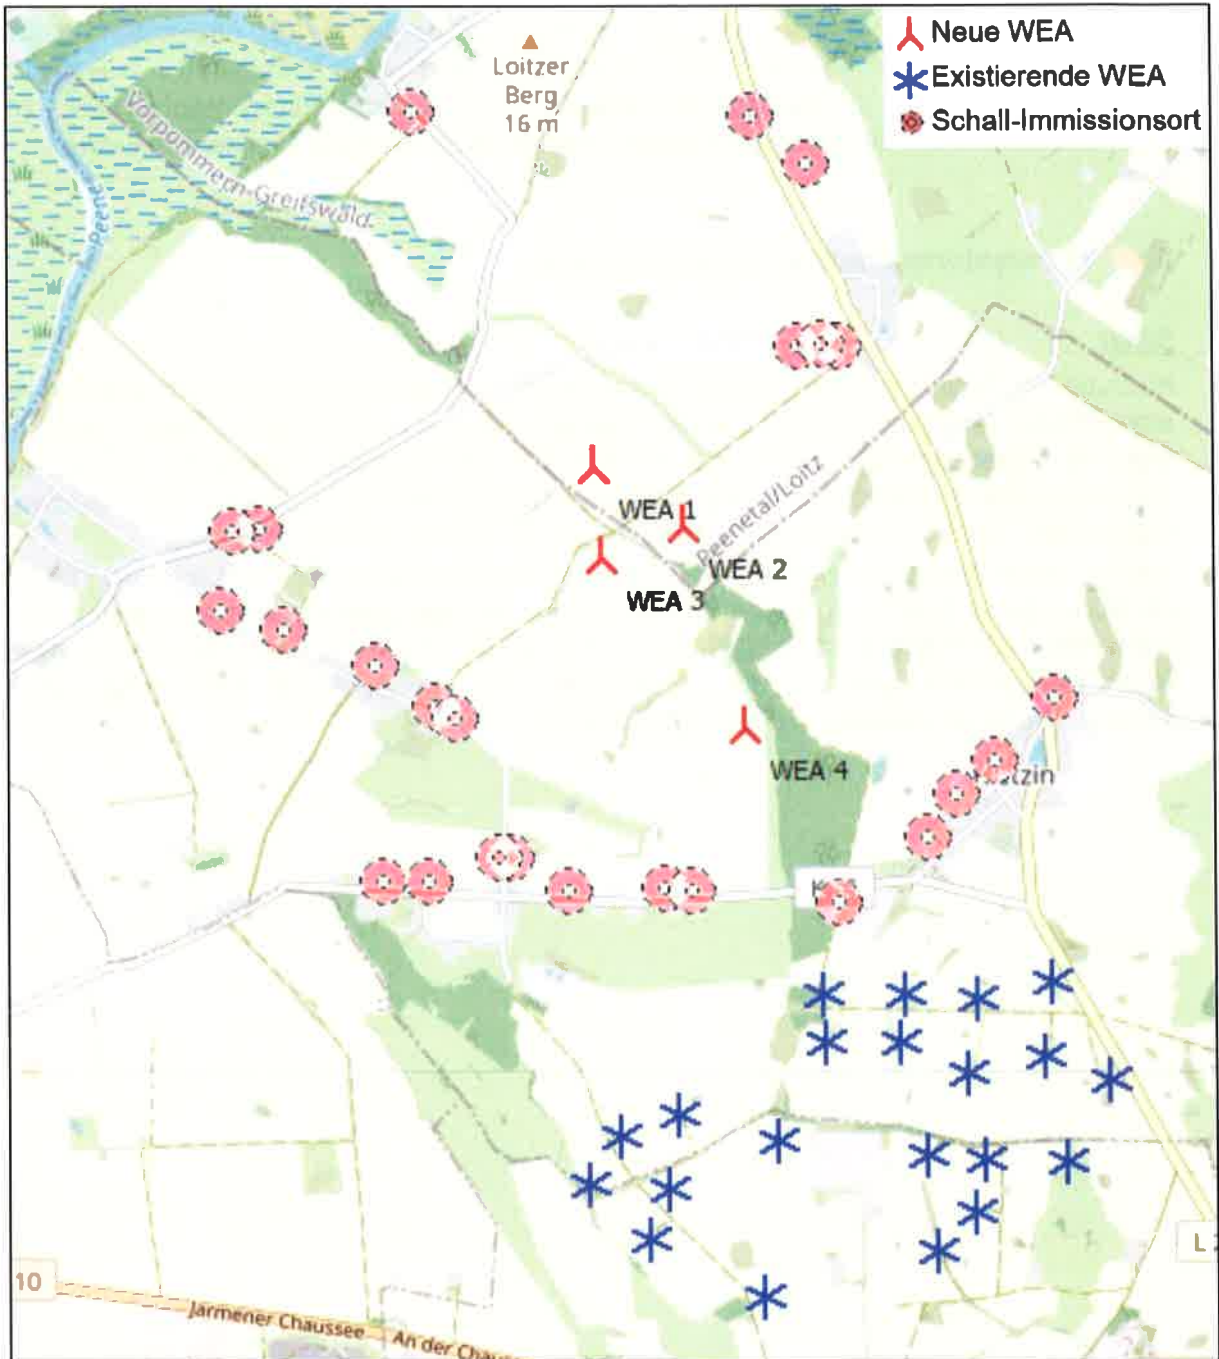 Neue WEA
Existierende WEA
Schall-Immissionsort
Loitzer
Berg
16 m
Vorpommern-Greifswald
Peene
WEA 1
Peenetal/Loitz
WEA 2
WEA 3
WEA 4
L
10
Jarmener Chaussee
An der